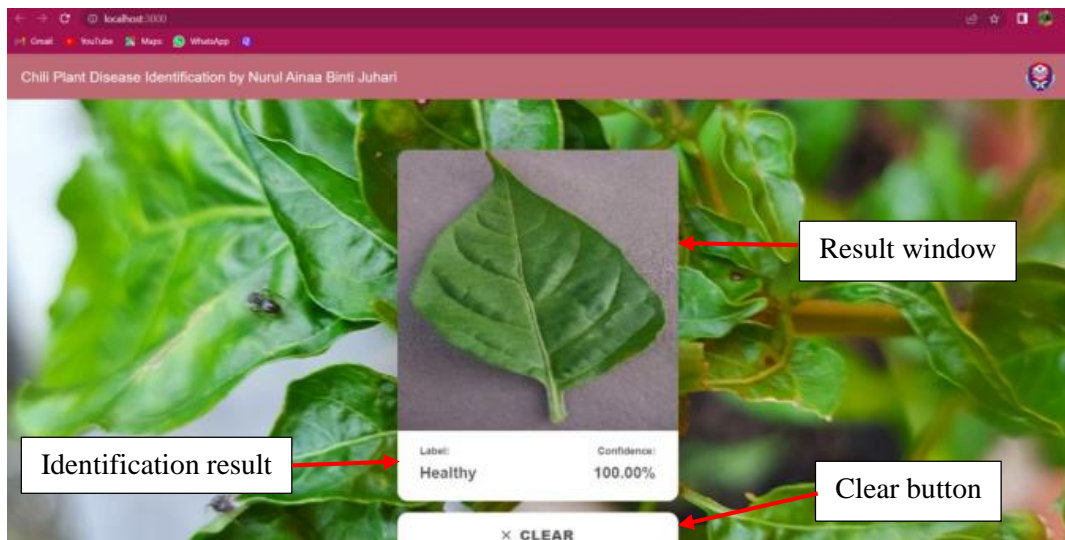 localhost:3000
Gmail YouTube Maps WhatsApp
Chili Plant Disease Identification by Nurul Ainaa Binti Juhari
Result window
Identification result
Label: Confidence:
Healthy 100.00%
Clear button
× CLEAR